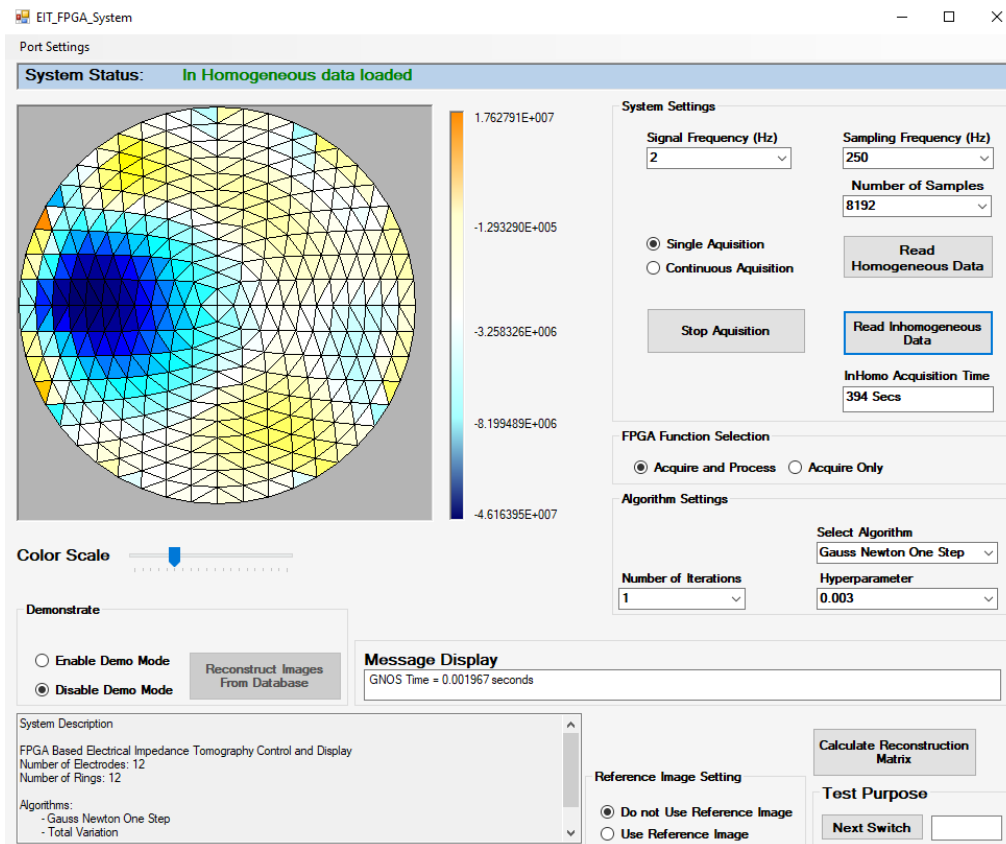 EIT_FPGA_System
Port Settings
System Status: In Homogeneous data loaded
1.762791E+007
-1.293290E+005
-3.258326E+006
-8.199489E+006
-4.616395E+007
Color Scale
System Settings
Signal Frequency (Hz)
2
Sampling Frequency (Hz)
250
Number of Samples
8192
Single Aquisition
Continuous Aquisition
Read
Homogeneous Data
Stop Aquisition
Read Inhomogeneous
Data
InHomo Acquisition Time
394 Secs
FPGA Function Selection
Acquire and Process
Acquire Only
Algorithm Settings
Select Algorithm
Gauss Newton One Step
Number of Iterations
1
Hyperparameter
0.003
Demonstrate
Enable Demo Mode
Disable Demo Mode
Reconstruct Images
From Database
Message Display
GNOS Time = 0.001967 seconds
System Description
FPGA Based Electrical Impedance Tomography Control and Display
Number of Electrodes: 12
Number of Rings: 12
Algorithms:
- Gauss Newton One Step
- Total Variation
Reference Image Setting
Do not Use Reference Image
Use Reference Image
Calculate Reconstruction
Matrix
Test Purpose
Next Switch